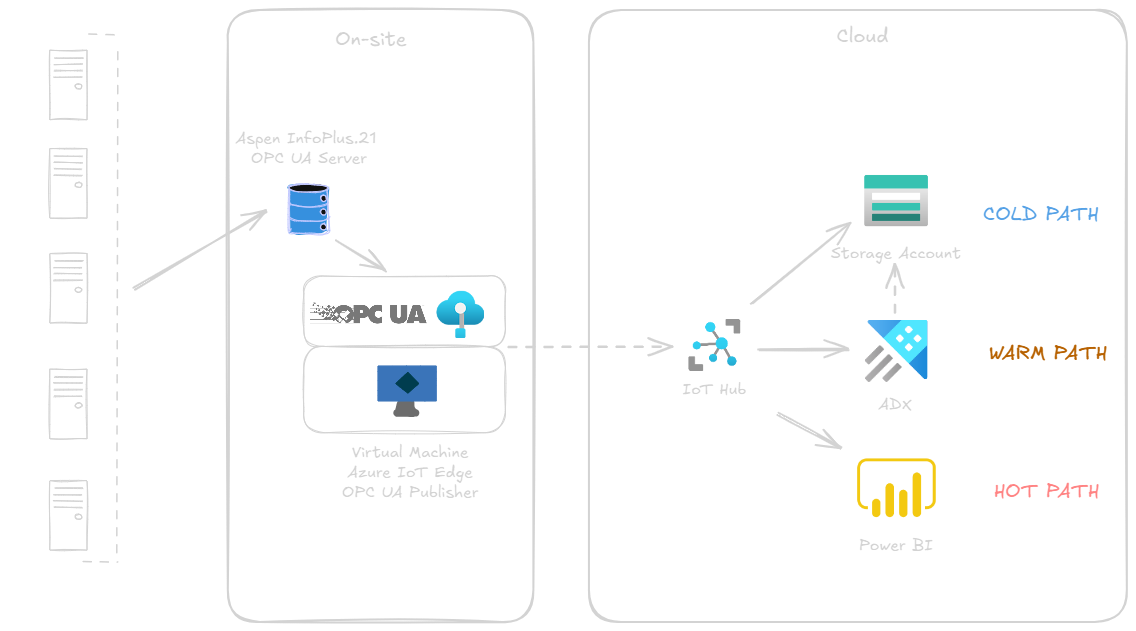 On-site
Cloud
Aspen InfoPlus.21
OPC UA Server
Storage Account
COLD PATH
OPC UA
IoT Hub
WARM PATH
ADX
Virtual Machine
Azure IoT Edge
OPC UA Publisher
HOT PATH
Power BI